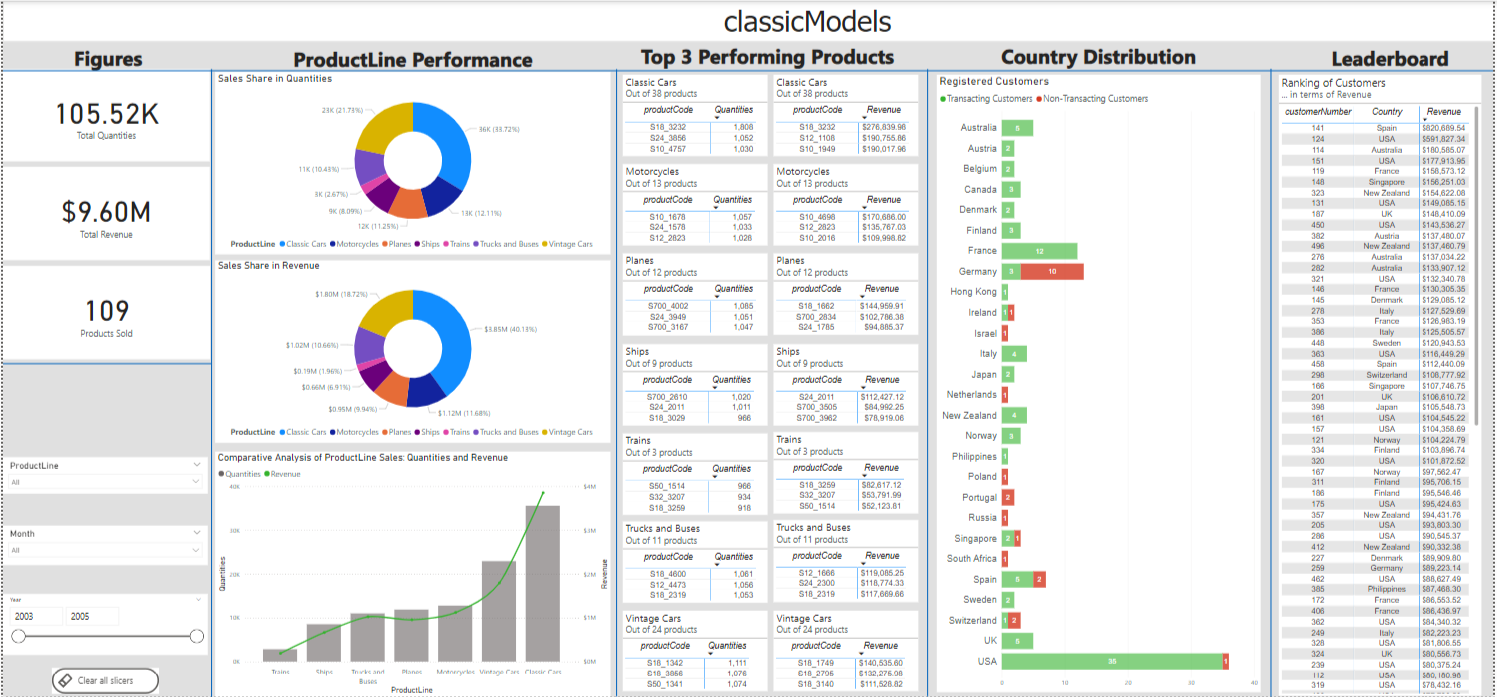 classicModels
Figures
105.52K
Total Quantities
$9.60M
Total Revenue
109
Products Sold
ProductLine
All
Month
All
Year
2003 2005
Clear all slicers
ProductLine Performance
Sales Share in Quantities
23K (21.73%)
36K (33.72%)
11K (10.43%)
3K (2.67%)
9K (8.09%)
12K (11.25%)
13K (12.11%)
ProductLine Classic Cars Motorcycles Planes Ships Trains Trucks and Buses Vintage Cars
Sales Share in Revenue
$1.80M (18.72%)
$3.85M (40.13%)
$1.02M (10.66%)
$0.19M (1.96%)
$0.66M (6.91%)
$0.95M (9.94%)
$1.12M (11.68%)
ProductLine Classic Cars Motorcycles Planes Ships Trains Trucks and Buses Vintage Cars
Comparative Analysis of ProductLine Sales: Quantities and Revenue
Quantities Revenue
40K $4M
30K $3M
20K $2M
10K $1M
0K $0M
Quantities
Revenue
Trains Ships Trucks and Buses Planes Motorcycles Vintage Cars Classic Cars
ProductLine
Top 3 Performing Products
Classic Cars
Out of 38 products
productCode Quantities
S18_3232 1,808
S24_3856 1,052
S10_4757 1,030
Classic Cars
Out of 38 products
productCode Revenue
S18_3232 $276,839.98
S12_1108 $190,755.86
S10_1949 $190,017.96
Motorcycles
Out of 13 products
productCode Quantities
S10_1678 1,057
S24_1578 1,033
S12_2823 1,028
Motorcycles
Out of 13 products
productCode Revenue
S10_4698 $170,686.00
S12_2823 $135,767.03
S10_2016 $109,998.82
Planes
Out of 12 products
productCode Quantities
S700_4002 1,085
S24_3949 1,051
S700_3167 1,047
Planes
Out of 12 products
productCode Revenue
S18_1662 $144,959.91
S700_2834 $102,786.38
S24_1785 $94,885.37
Ships
Out of 9 products
productCode Quantities
S700_2610 1,020
S24_2011 1,011
S18_3029 966
Ships
Out of 9 products
productCode Revenue
S24_2011 $112,427.12
S700_3505 $84,992.25
S700_3962 $78,919.06
Trains
Out of 3 products
productCode Quantities
S50_1514 966
S32_3207 934
S18_3259 918
Trains
Out of 3 products
productCode Revenue
S18_3259 $82,617.12
S32_3207 $53,791.99
S50_1514 $52,123.81
Trucks and Buses
Out of 11 products
productCode Quantities
S18_4600 1,061
S12_4473 1,056
S18_2319 1,053
Trucks and Buses
Out of 11 products
productCode Revenue
S12_1666 $119,085.25
S24_2300 $118,774.33
S18_2319 $117,669.66
Vintage Cars
Out of 24 products
productCode Quantities
S18_1342 1,111
S18_3856 1,076
S50_1341 1,074
Vintage Cars
Out of 24 products
productCode Revenue
S18_1749 $140,535.60
S18_2795 $132,275.98
S18_3140 $111,528.82
Country Distribution
Registered Customers
Transacting Customers Non-Transacting Customers
Australia 5
Austria 2
Belgium 2
Canada 3
Denmark 2
Finland 3
France 12
Germany 3 10
Hong Kong 1
Ireland 1 1
Israel 1
Italy 4
Japan 2
Netherlands 1
New Zealand 4
Norway 3
Philippines 1
Poland 1
Portugal 2
Russia 1
Singapore 2 1
South Africa 1
Spain 5 2
Sweden 2
Switzerland 1 2
UK 5
USA 35 1
0 10 20 30 40
Leaderboard
Ranking of Customers
... in terms of Revenue
customerNumber Country Revenue
141 Spain $820,689.54
124 USA $591,827.34
114 Australia $180,585.07
151 USA $177,913.95
119 France $158,573.12
148 Singapore $156,251.03
323 New Zealand $154,622.08
131 USA $149,085.15
187 UK $148,410.09
450 USA $143,536.27
382 Austria $137,480.07
496 New Zealand $137,460.79
276 Australia $137,034.22
282 Australia $133,907.12
321 USA $132,340.78
146 France $130,305.35
145 Denmark $129,085.12
278 Italy $127,529.69
353 France $126,983.19
386 Italy $125,505.57
448 Sweden $120,943.53
363 USA $116,449.29
458 Spain $112,440.09
298 Switzerland $108,777.92
166 Singapore $107,746.75
201 UK $106,610.72
398 Japan $105,548.73
161 USA $104,545.22
157 USA $104,358.69
121 Norway $104,224.79
334 Finland $103,896.74
320 USA $101,872.52
167 Norway $97,562.47
311 Finland $95,706.15
186 Finland $95,546.46
175 USA $95,424.63
357 New Zealand $94,431.76
205 USA $93,803.30
286 USA $90,545.37
412 New Zealand $90,332.38
227 Denmark $89,909.80
259 Germany $89,223.14
462 USA $88,627.49
385 Philippines $87,468.30
172 France $86,553.52
406 France $86,436.97
362 USA $84,340.32
249 Italy $82,223.23
328 USA $81,806.55
324 UK $80,556.73
239 USA $80,375.24
112 USA $80,180.98
319 USA $78,432.16